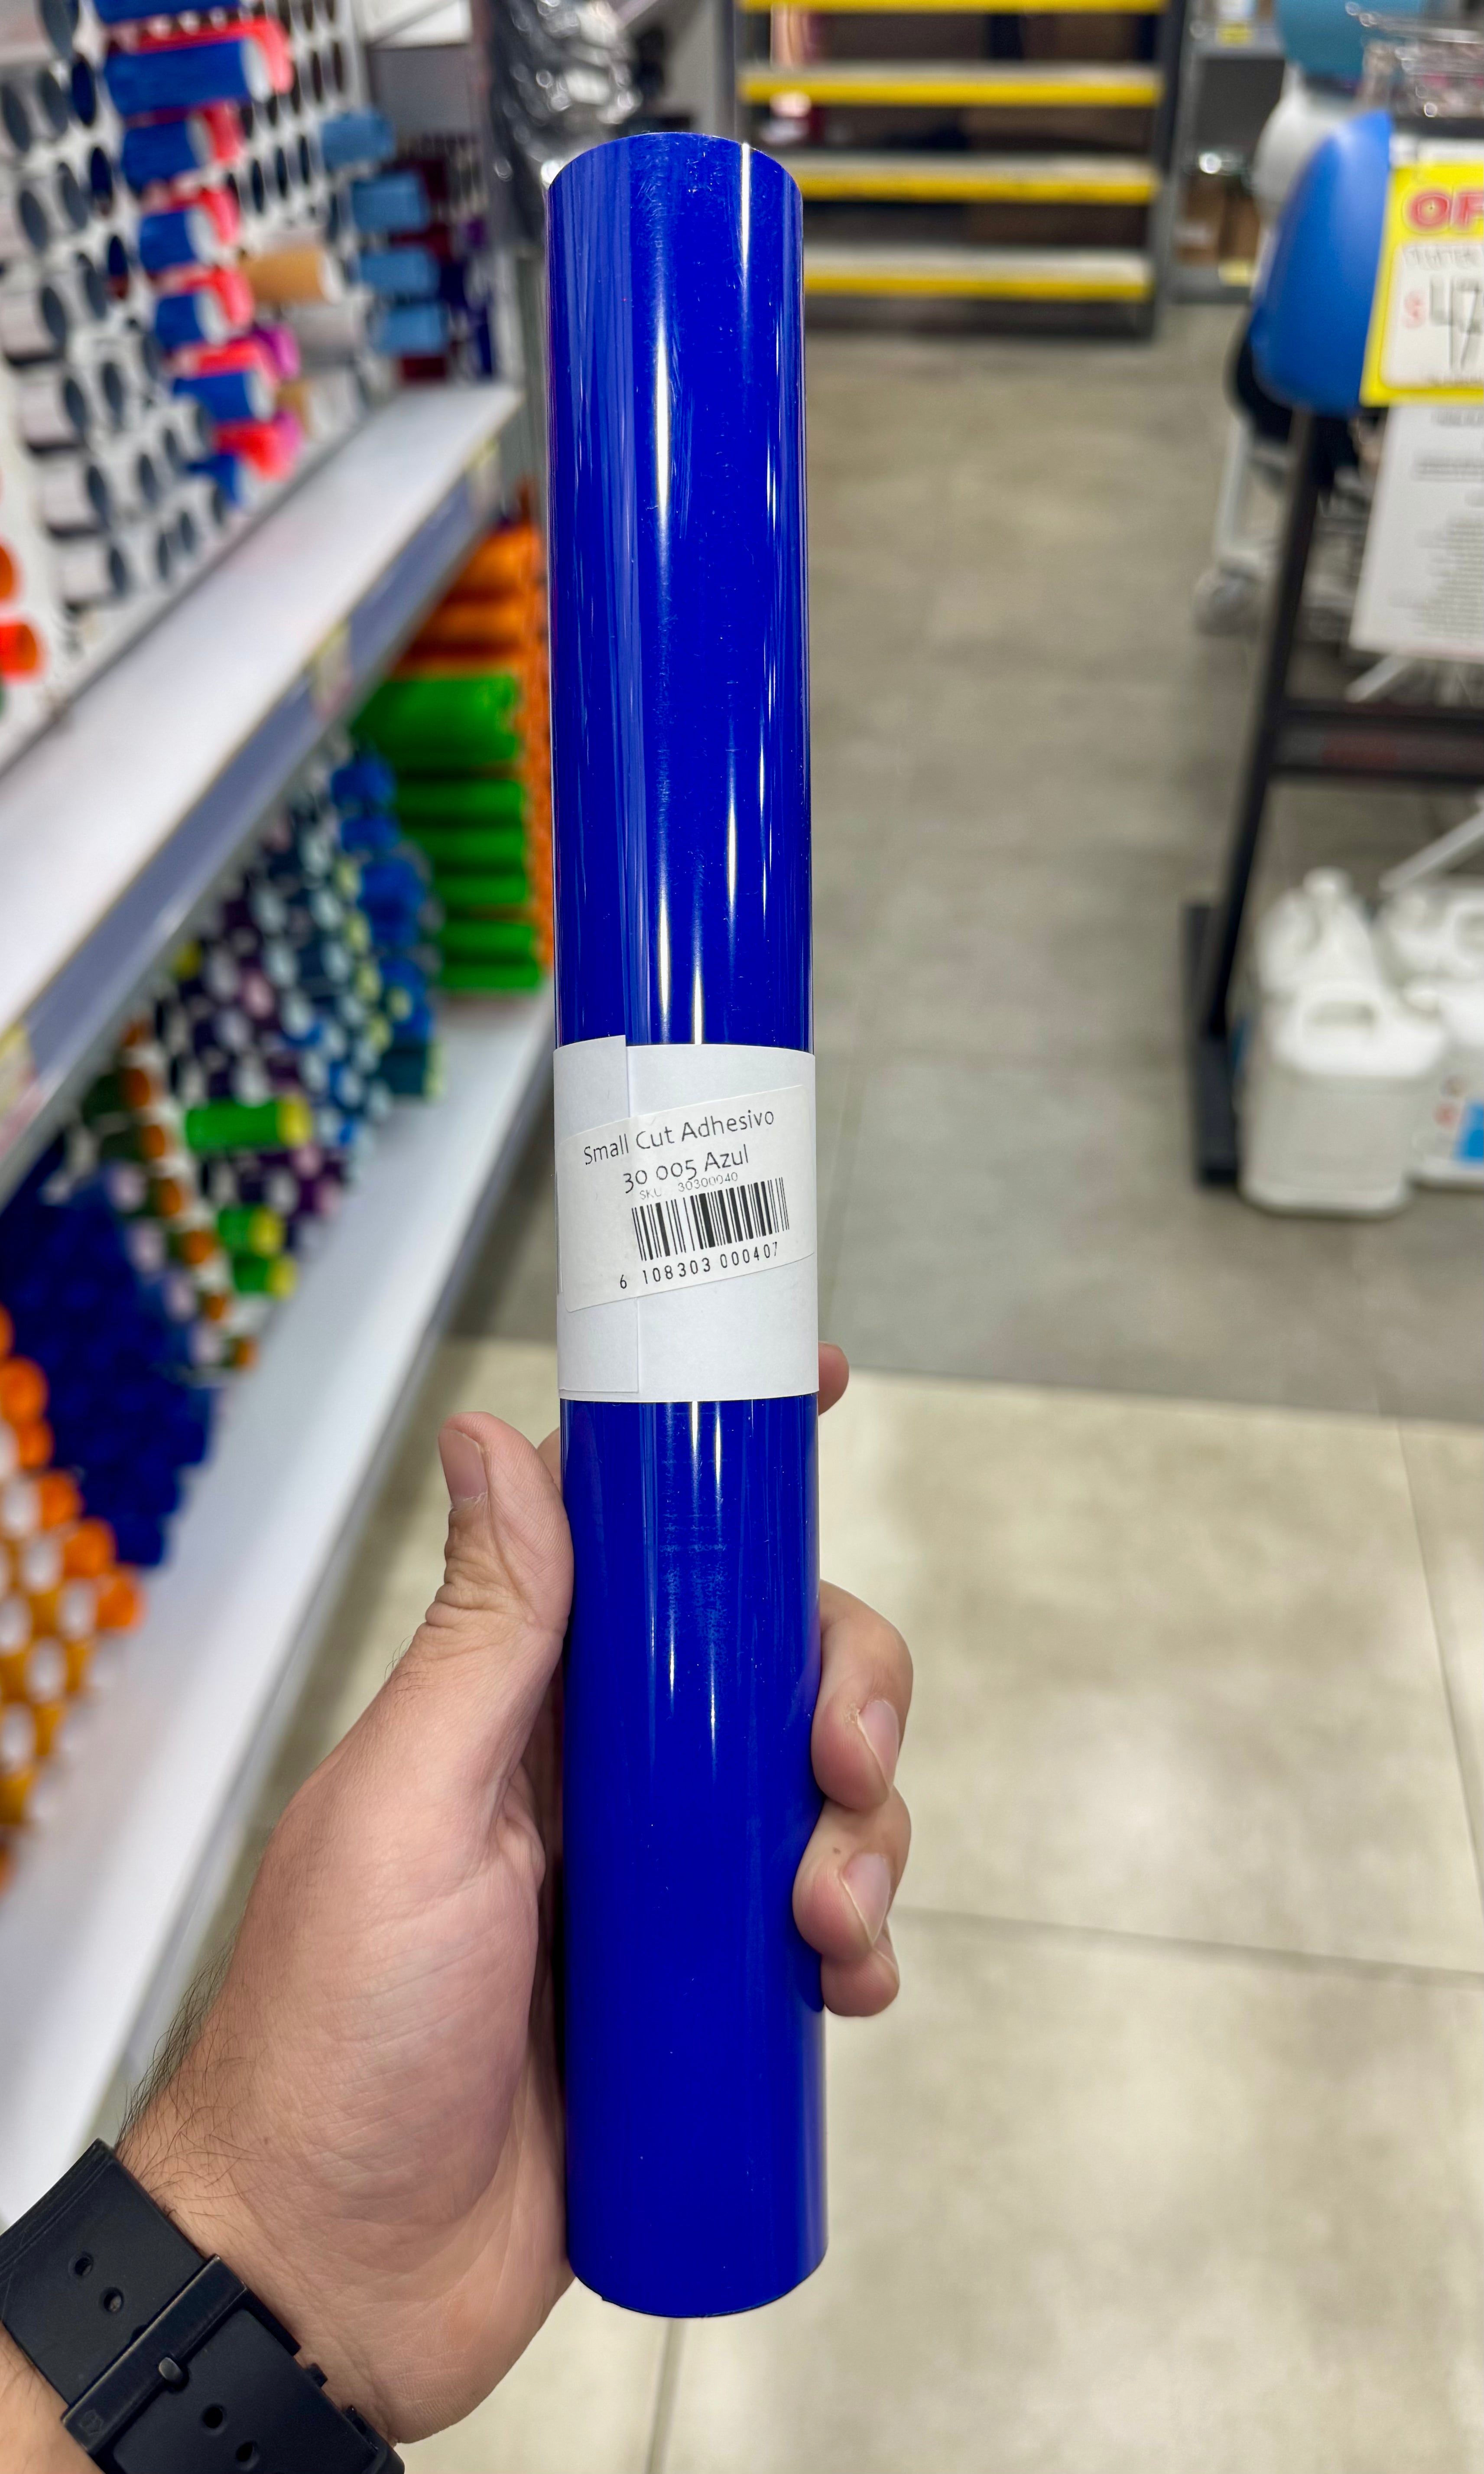 Small Cut Adhesivo
30 005 Azul
SKU 30300040
6 108303 000407